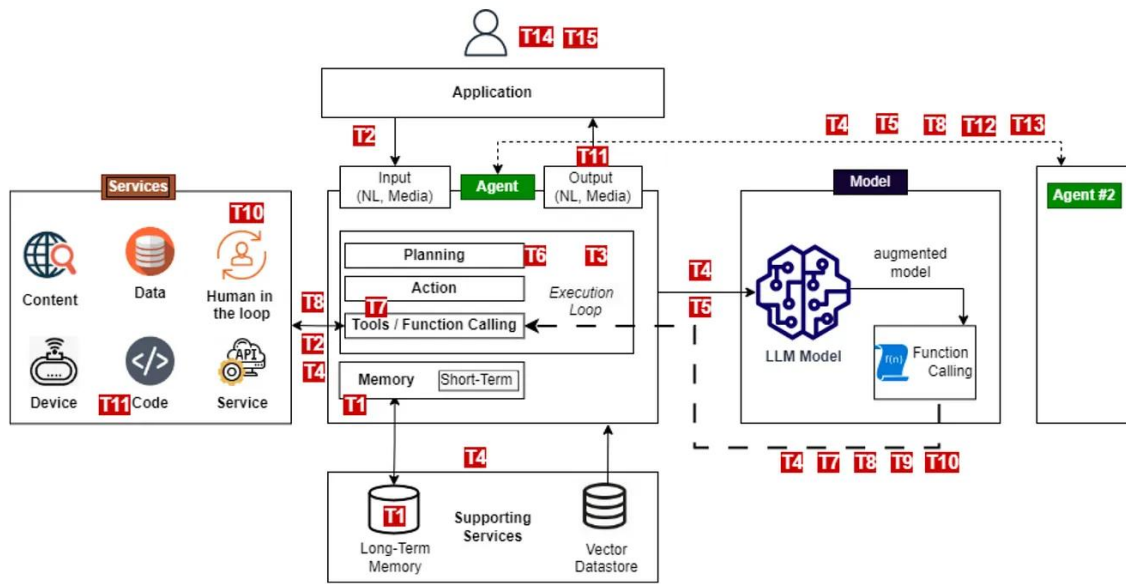 T14 T15
Application
T2
T4 T5 T8 T12 T13
T11
Services
Input
(NL, Media)
Agent
Output
(NL, Media)
Model
Agent #2
T10
Content
Data
Human in
the loop
Device
T11
Code
API
Service
T8
T2
T4
Planning
T6 T3
Action
T7
Tools / Function Calling
Execution
Loop
Memory
Short-Term
T1
T4
T5
LLM Model
augmented
model
f(n)
Function
Calling
T4 T7 T8 T9 T10
T4
T1
Long-Term
Memory
Supporting
Services
Vector
Datastore